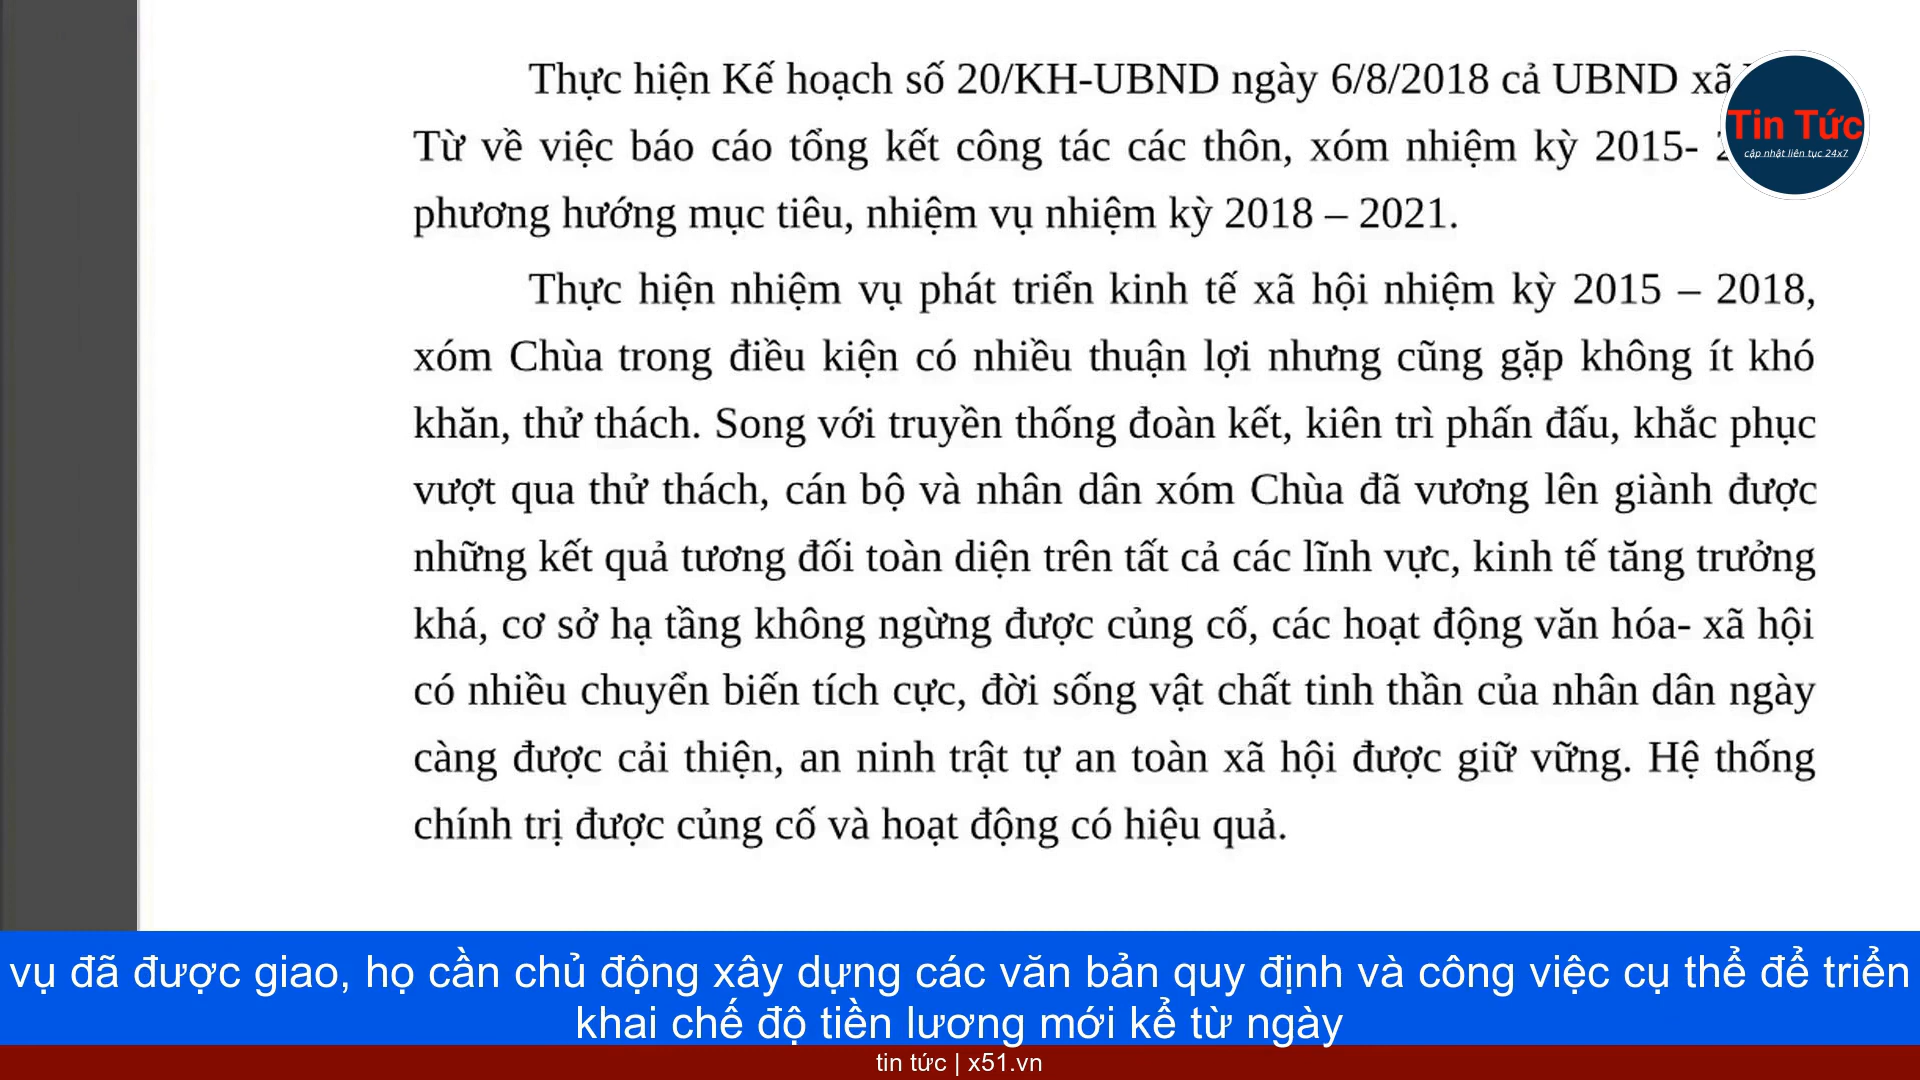 Thực hiện Kế hoạch số 20/KH-UBND ngày 6/8/2018 cả UBND xã
Từ về việc báo cáo tổng kết công tác các thôn, xóm nhiệm kỳ 2015-
phương hướng mục tiêu, nhiệm vụ nhiệm kỳ 2018 – 2021.
Thực hiện nhiệm vụ phát triển kinh tế xã hội nhiệm kỳ 2015 – 2018,
xóm Chùa trong điều kiện có nhiều thuận lợi nhưng cũng gặp không ít khó
khăn, thử thách. Song với truyền thống đoàn kết, kiên trì phấn đấu, khắc phục
vượt qua thử thách, cán bộ và nhân dân xóm Chùa đã vương lên giành được
những kết quả tương đối toàn diện trên tất cả các lĩnh vực, kinh tế tăng trưởng
khá, cơ sở hạ tầng không ngừng được củng cố, các hoạt động văn hóa- xã hội
có nhiều chuyển biến tích cực, đời sống vật chất tinh thần của nhân dân ngày
càng được cải thiện, an ninh trật tự an toàn xã hội được giữ vững. Hệ thống
chính trị được củng cố và hoạt động có hiệu quả.
Tin Tức
cập nhật liên tục 24x7
vụ đã được giao, họ cần chủ động xây dựng các văn bản quy định và công việc cụ thể để triển
khai chế độ tiền lương mới kể từ ngày
tin tức | x51.vn